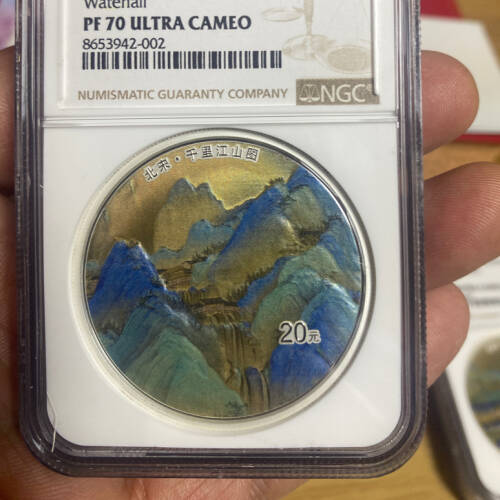 Waterfall
PF 70 ULTRA CAMEO
8653942-002
NUMISMATIC GUARANTY COMPANY
NGC
北宋·千里江山图
20元